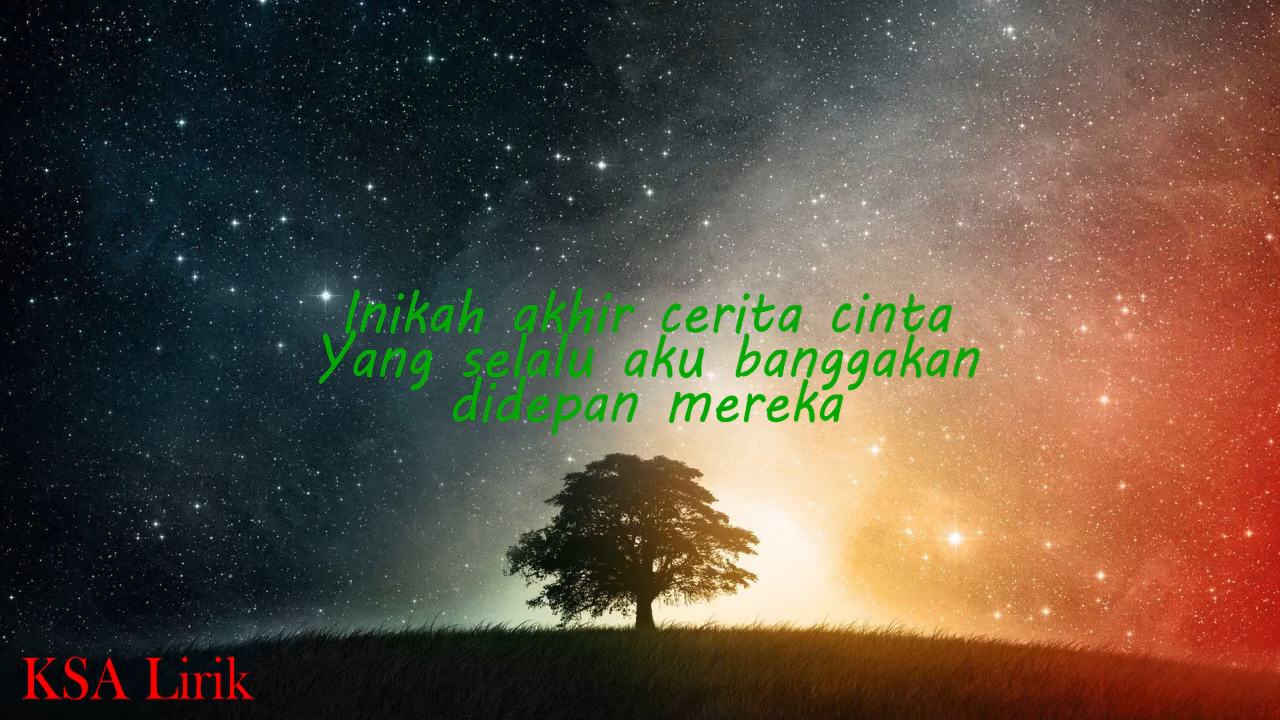 Inikah akhir cerita cinta
Yang selalu aku banggakan
didepan mereka
KSA Lirik